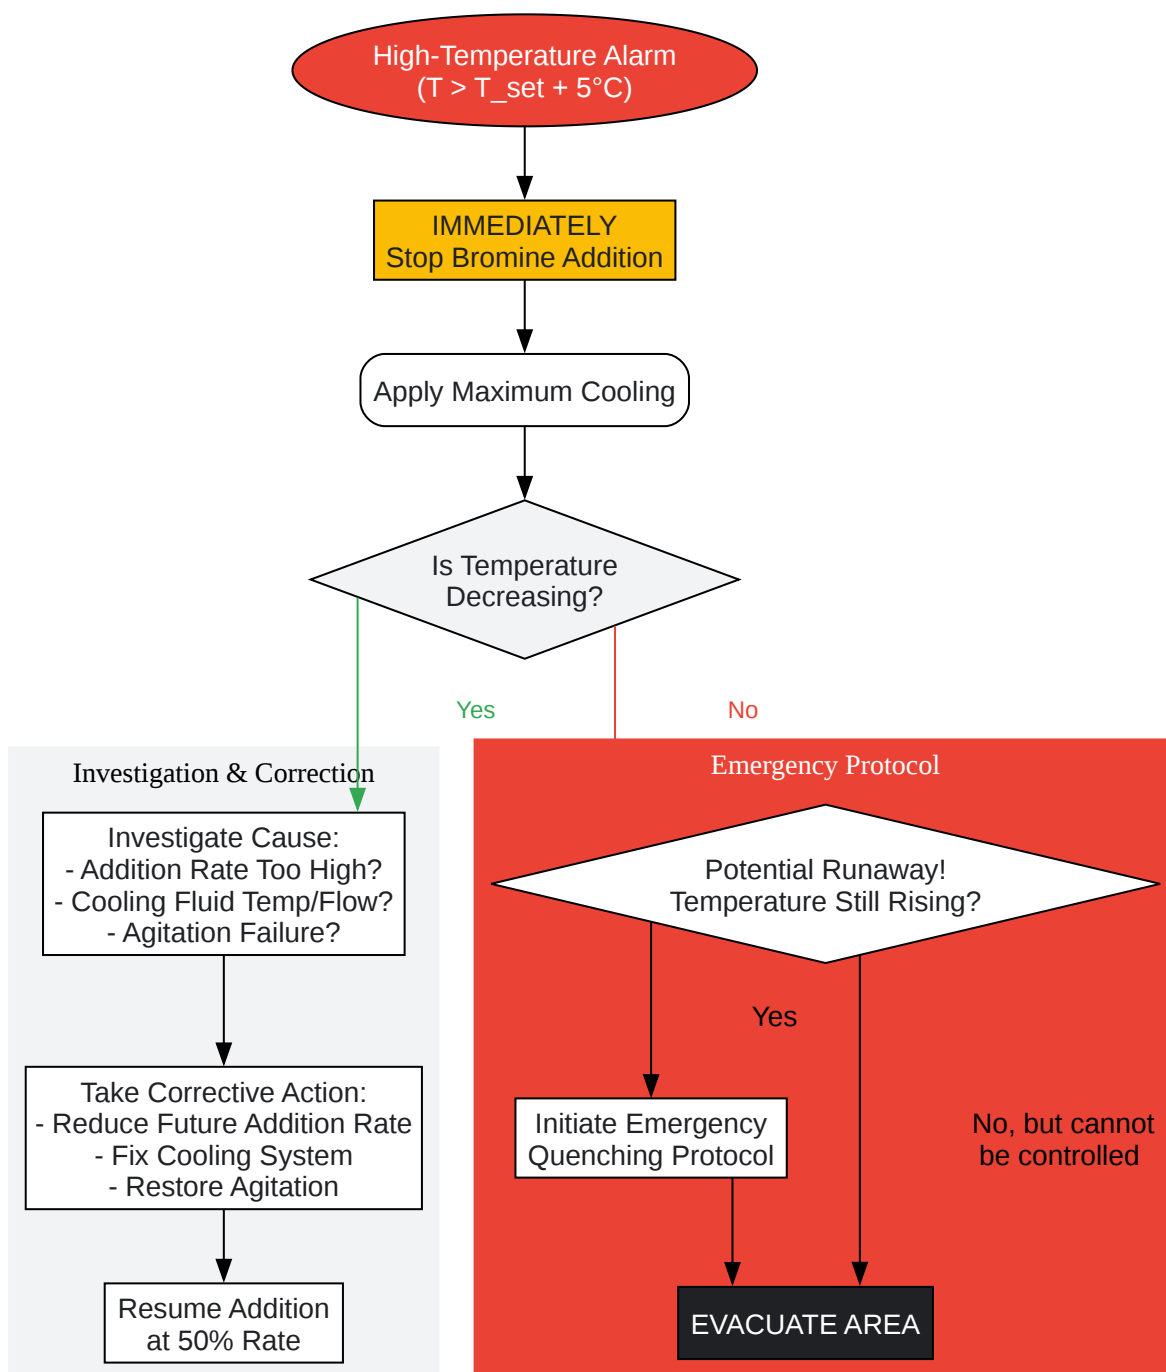 High-Temperature Alarm
(T > T_set + 5°C)
IMMEDIATELY
Stop Bromine Addition
Apply Maximum Cooling
Is Temperature
Decreasing?
Yes
No
Investigation & Correction
Investigate Cause:
- Addition Rate Too High?
- Cooling Fluid Temp/Flow?
- Agitation Failure?
Take Corrective Action:
- Reduce Future Addition Rate
- Fix Cooling System
- Restore Agitation
Resume Addition
at 50% Rate
Emergency Protocol
Potential Runaway!
Temperature Still Rising?
Yes
Initiate Emergency
Quenching Protocol
No, but cannot
be controlled
EVACUATE AREA